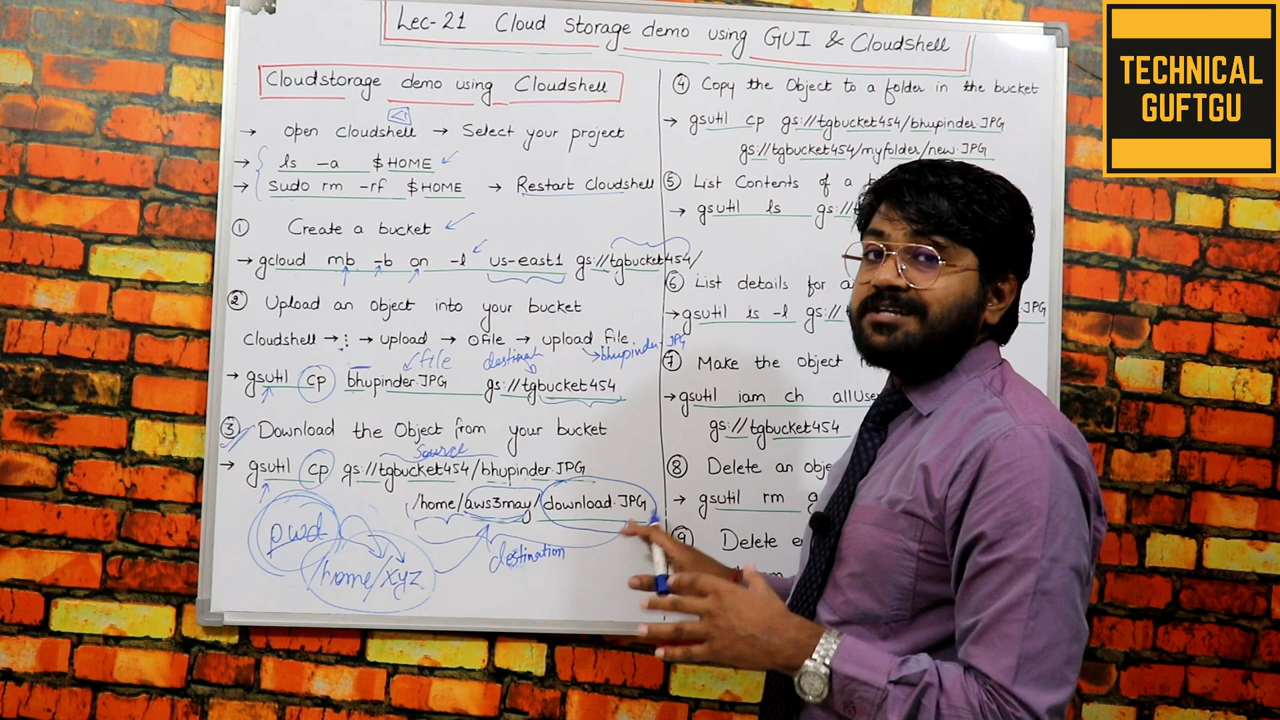 Lec-21 Cloud Storage demo using GUI & Cloudshell
TECHNICAL
GUFTGU
Cloudstorage demo using Cloudshell
→ Open Cloudshell → Select your project
→ ls -a $HOME
→ Sudo rm -rf $HOME → Restart Cloudshell
① Create a bucket
→ gcloud mb -b on -l us-east1 gs://tgbucket454/
② Upload an object into your bucket
Cloudshell → ⋮ → upload → o file → upload file
→ bhupinder.JPG
file destinat
→ gsutil cp bhupinder.JPG gs://tgbucket454
③ Download the Object from your bucket
Source
→ gsutil cp gs://tgbucket454/bhupinder.JPG
/home/aws3may/download.JPG
pwd
destination
/home/xyz
④ Copy the Object to a folder in the bucket
→ gsutil cp gs://tgbucket454/bhupinder.JPG
gs://tgbucket454/myfolder/new.JPG
⑤ List Contents of a
→ gsutil ls gs://
⑥ List details for
→ gsutil ls -l gs:// JPG
⑦ Make the object
→ gsutil iam ch
gs://tgbucket454
⑧ Delete an
→ gsutil rm
⑨ Delete